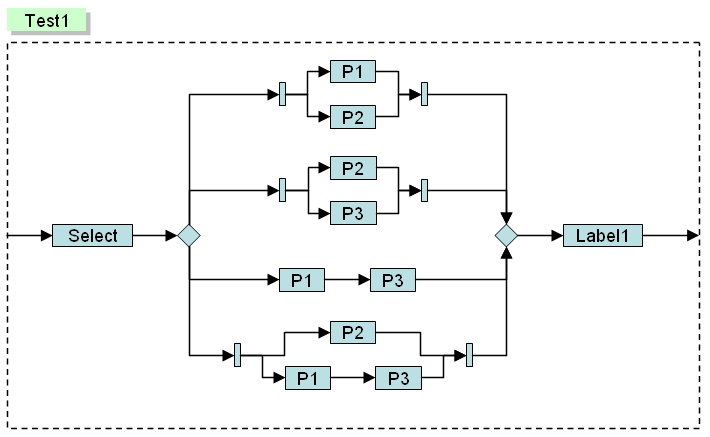 Test1
P1
P2
P2
P3
Select
Label1
P1 P3
P2
P1 P3